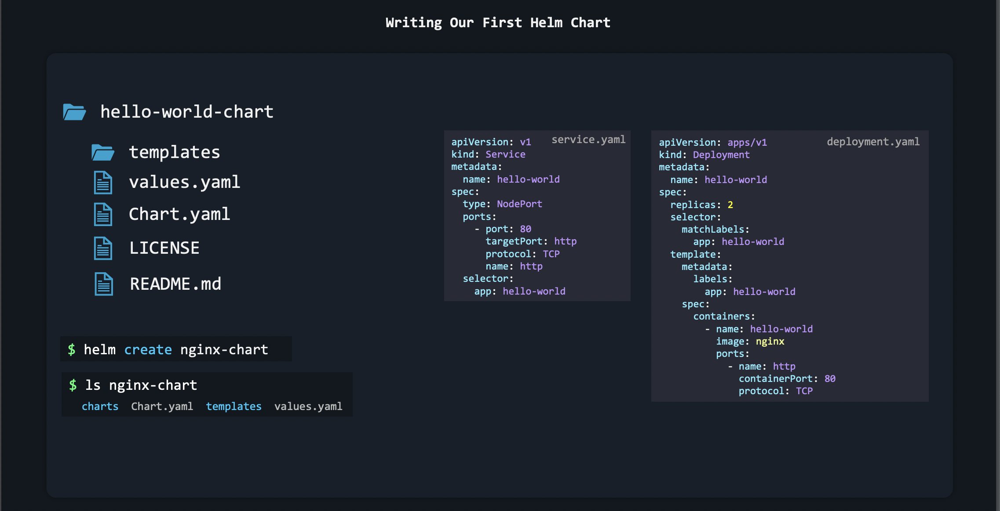 Writing Our First Helm Chart
hello-world-chart
templates
values.yaml
Chart.yaml
LICENSE
README.md
$ helm create nginx-chart
$ ls nginx-chart
charts  Chart.yaml  templates  values.yaml
service.yaml
apiVersion: v1
kind: Service
metadata:
  name: hello-world
spec:
  type: NodePort
  ports:
    - port: 80
      targetPort: http
      protocol: TCP
      name: http
  selector:
    app: hello-world
deployment.yaml
apiVersion: apps/v1
kind: Deployment
metadata:
  name: hello-world
spec:
  replicas: 2
  selector:
    matchLabels:
      app: hello-world
  template:
    metadata:
      labels:
        app: hello-world
    spec:
      containers:
        - name: hello-world
          image: nginx
          ports:
            - name: http
              containerPort: 80
              protocol: TCP